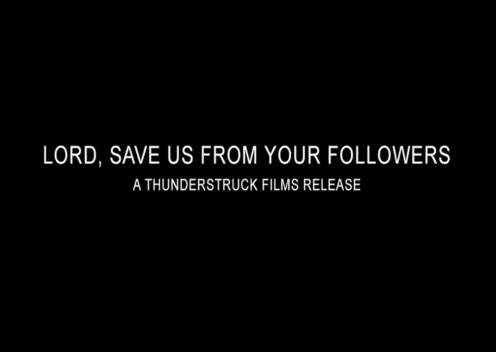 LORD, SAVE US FROM YOUR FOLLOWERS
A THUNDERSTRUCK FILMS RELEASE